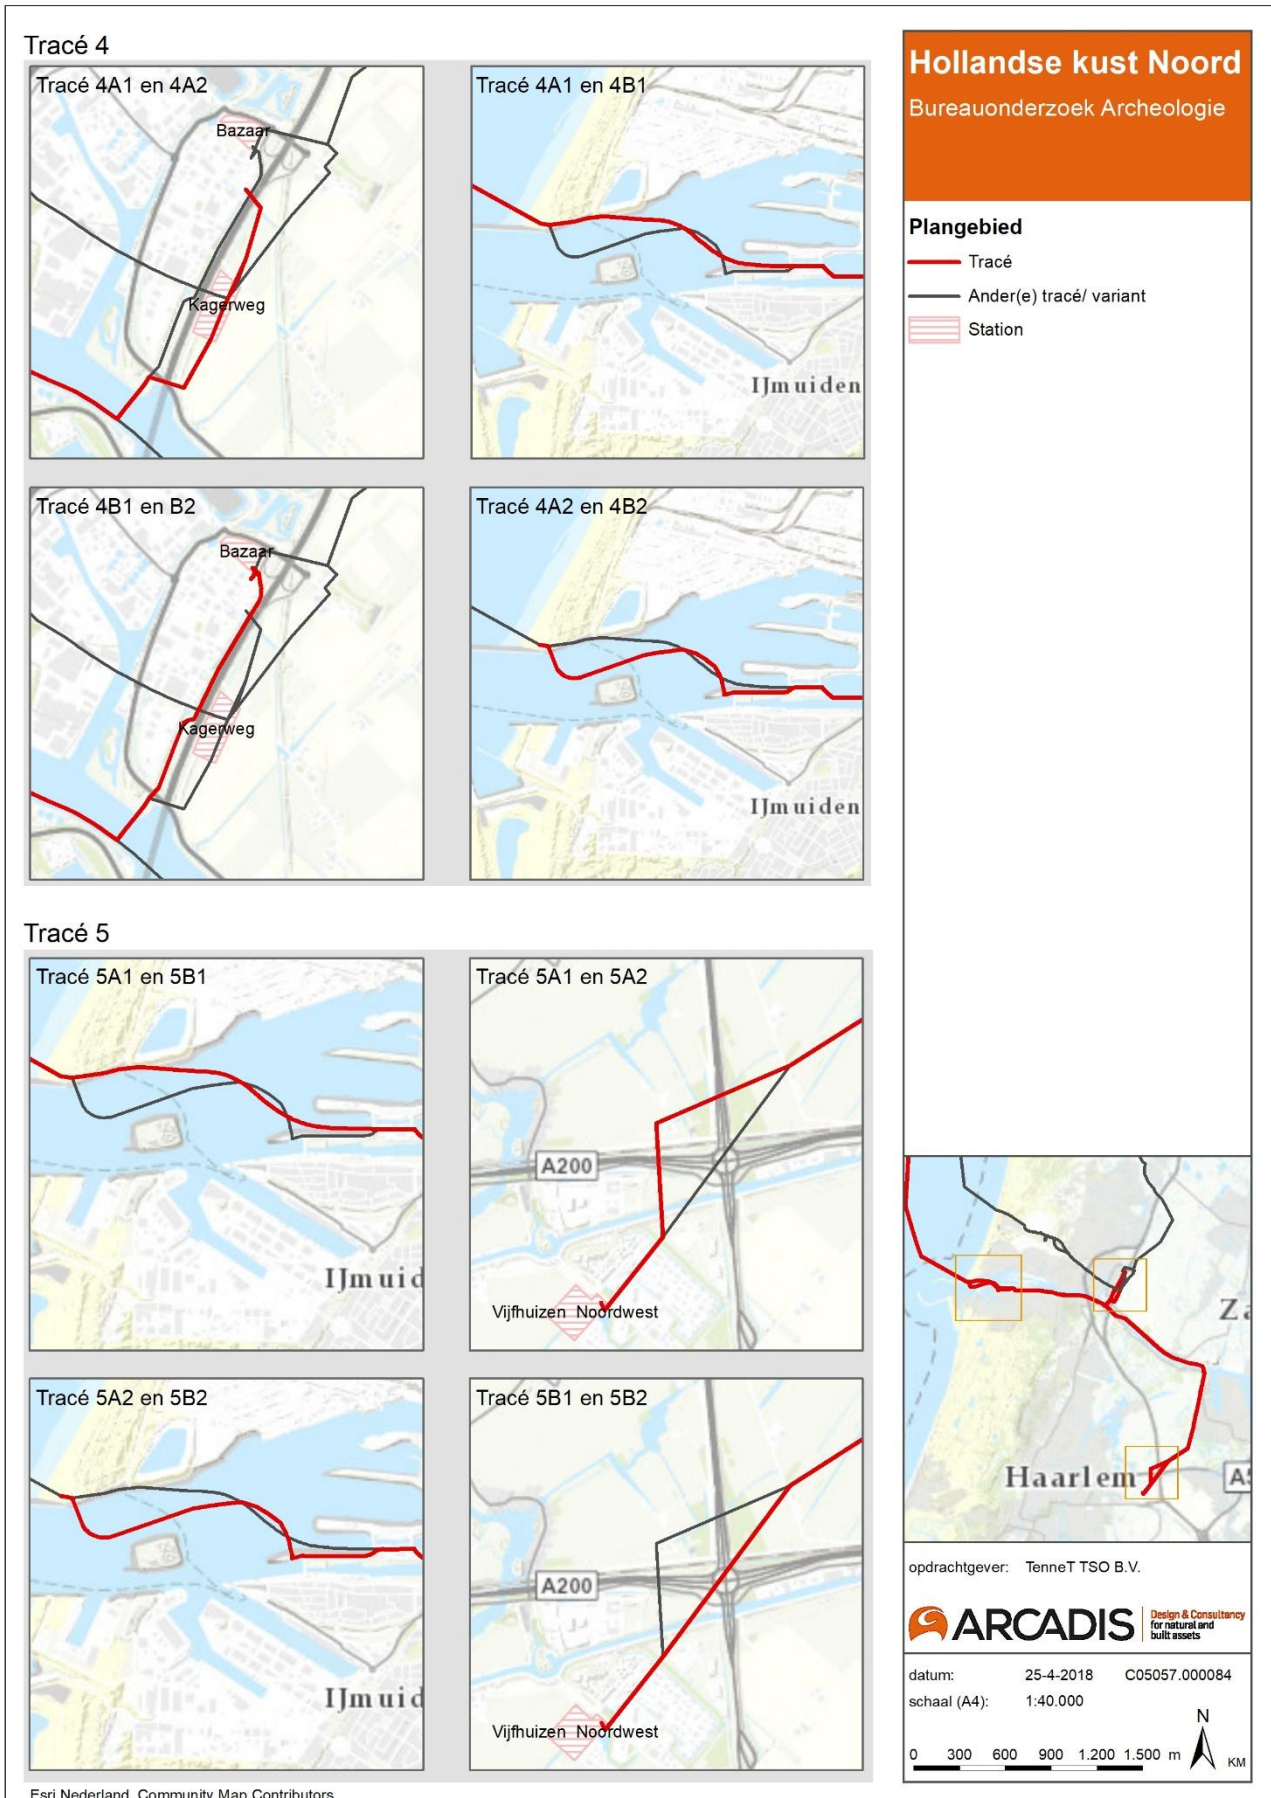 Tracé 4
Tracé 4A1 en 4A2
Bazaar
Kagerweg
Tracé 4A1 en 4B1
IJmuiden
Tracé 4B1 en B2
Bazaar
Kagerweg
Tracé 4A2 en 4B2
IJmuiden
Tracé 5
Tracé 5A1 en 5B1
IJmuid
Tracé 5A1 en 5A2
A200
Vijfhuizen Noordwest
Tracé 5A2 en 5B2
IJmuid
Tracé 5B1 en 5B2
A200
Vijfhuizen Noordwest
Esri Nederland, Community Map Contributors
Hollandse kust Noord
Bureauonderzoek Archeologie
Plangebied
Tracé
Ander(e) tracé/ variant
Station
Za
Haarlem
A5
opdrachtgever: TenneT TSO B.V.
ARCADIS
Design & Consultancy
for natural and
built assets
datum: 25-4-2018 C05057.000084
schaal (A4): 1:40.000
N
0 300 600 900 1.200 1.500 m
KM